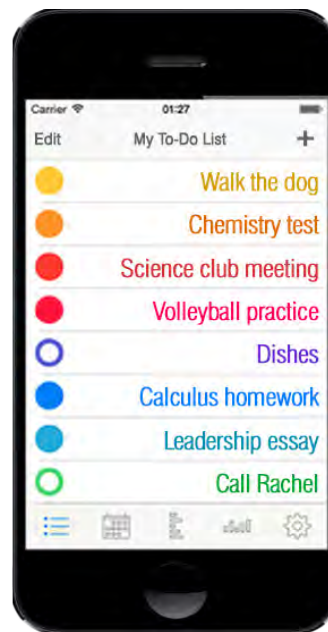 Carrier 01:27
Edit My To-Do List +
Walk the dog
Chemistry test
Science club meeting
Volleyball practice
Dishes
Calculus homework
Leadership essay
Call Rachel